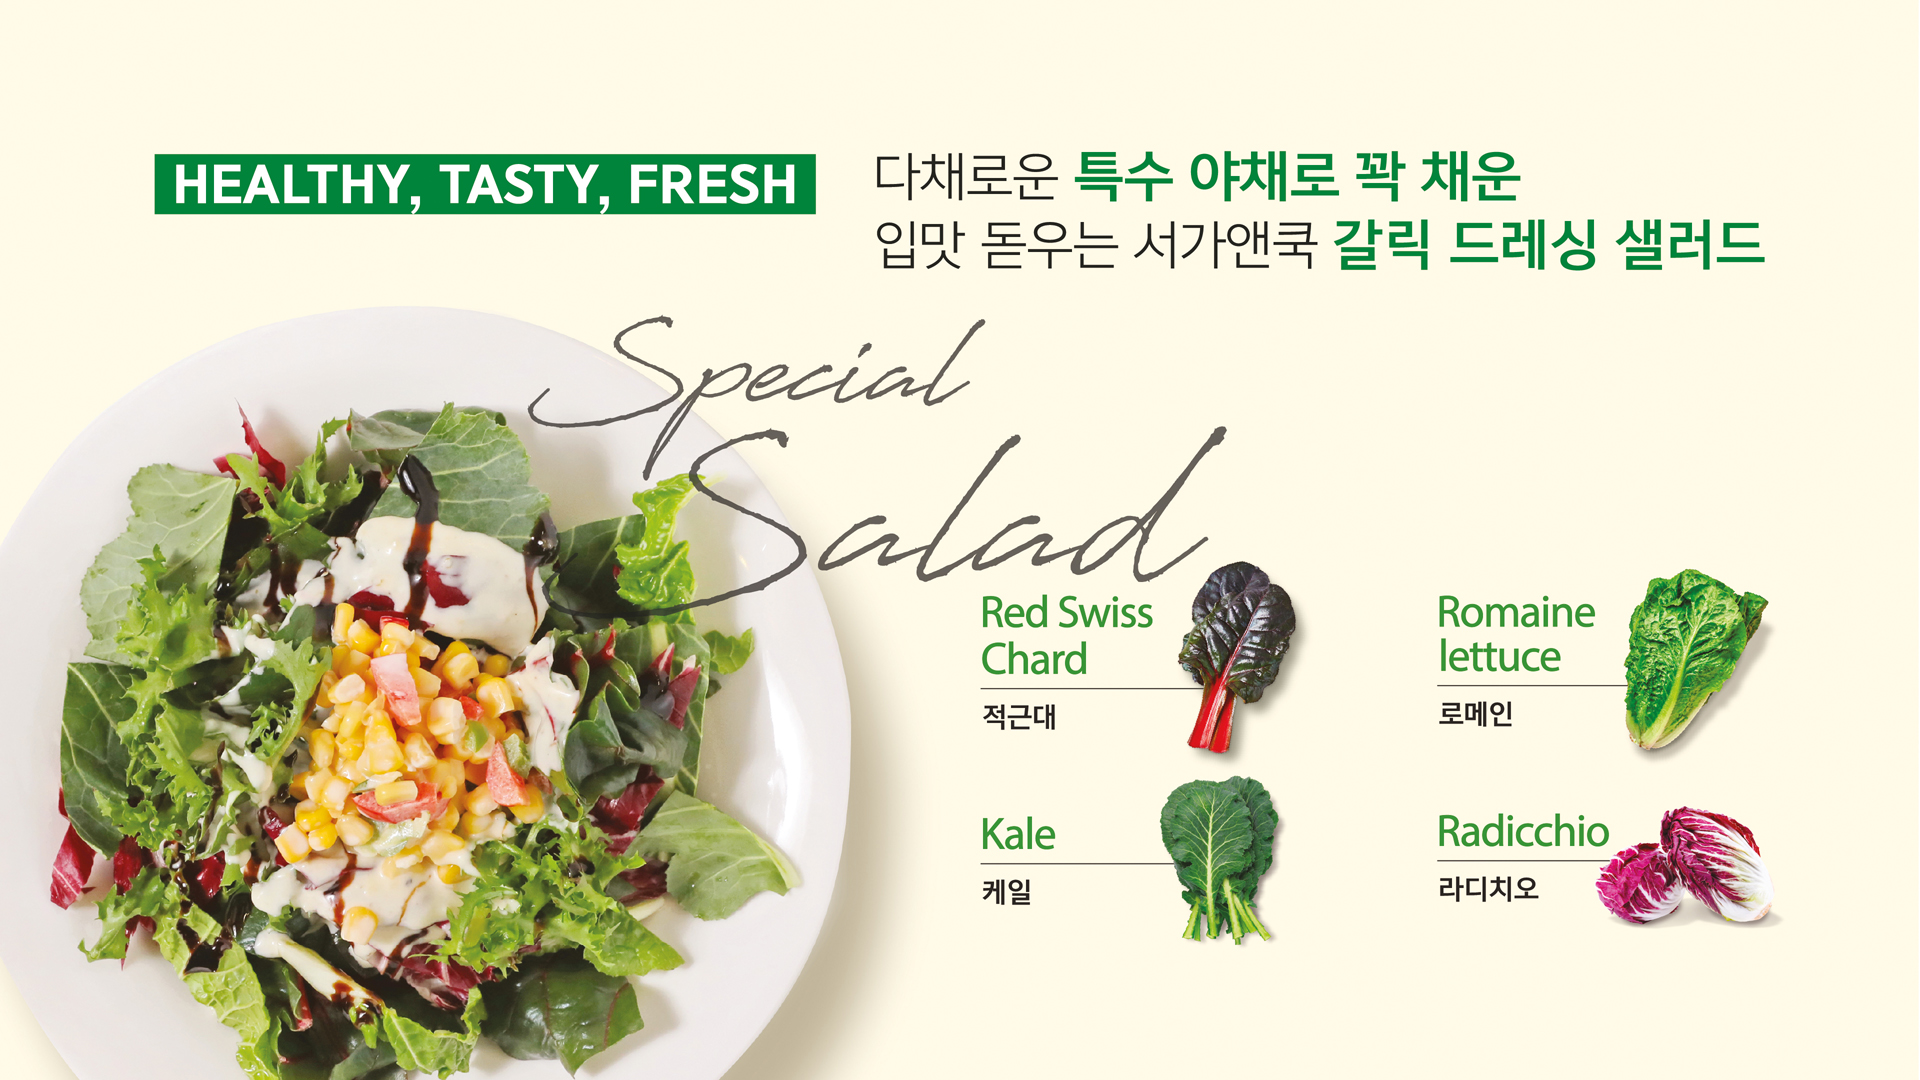 HEALTHY, TASTY, FRESH
다채로운 특수 야채로 꽉 채운
입맛 돋우는 서가앤쿡 갈릭 드레싱 샐러드
Special
Salad
Red Swiss
Chard
적근대
Romaine
lettuce
로메인
Kale
케일
Radicchio
라디치오